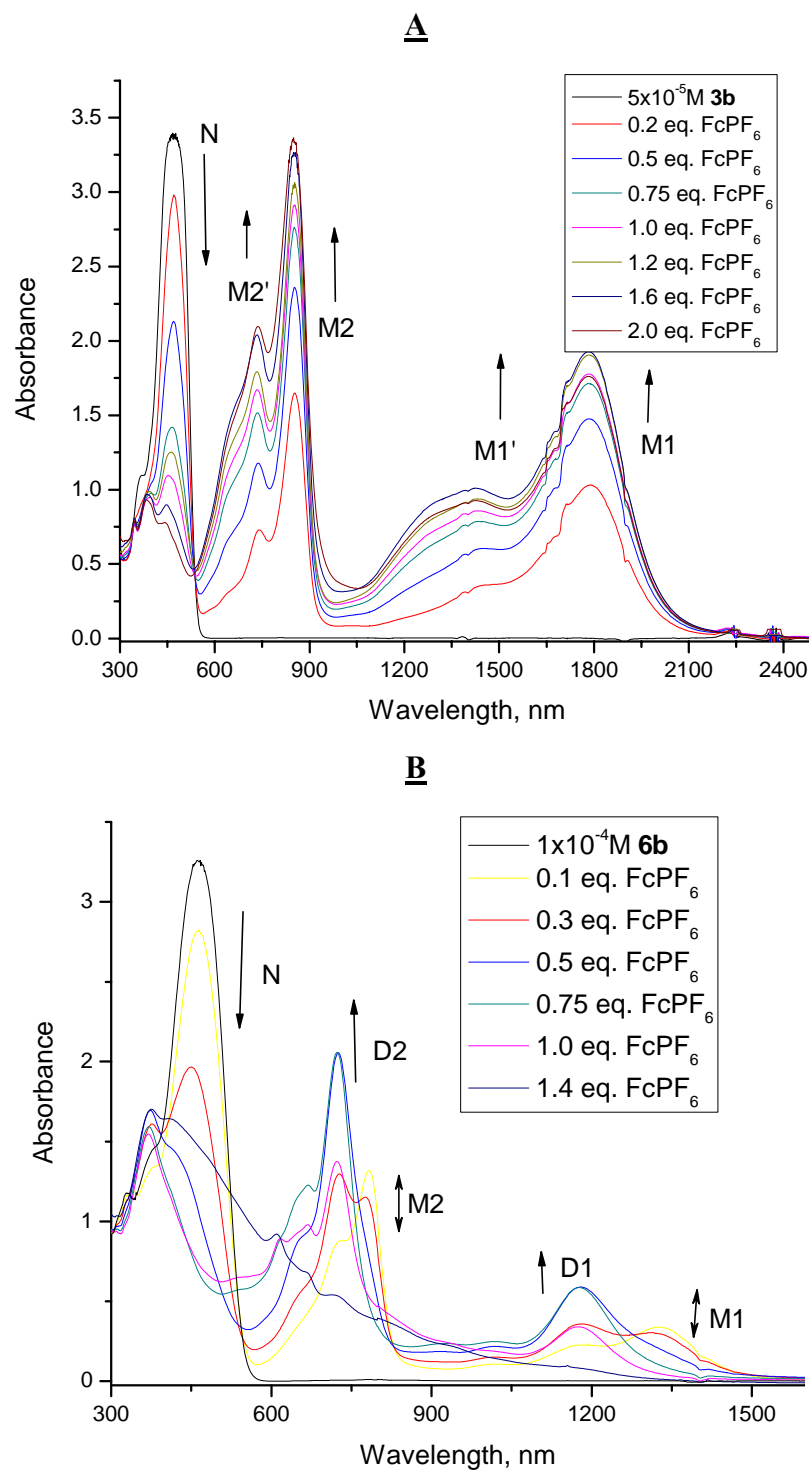 A
5x10⁻⁵M 3b
0.2 eq. FcPF₆
0.5 eq. FcPF₆
0.75 eq. FcPF₆
1.0 eq. FcPF₆
1.2 eq. FcPF₆
1.6 eq. FcPF₆
2.0 eq. FcPF₆
N
M2'
M2
M1'
M1
3.5
3.0
2.5
2.0
1.5
1.0
0.5
0.0
Absorbance
300 600 900 1200 1500 1800 2100 2400
Wavelength, nm
B
1x10⁻⁴M 6b
0.1 eq. FcPF₆
0.3 eq. FcPF₆
0.5 eq. FcPF₆
0.75 eq. FcPF₆
1.0 eq. FcPF₆
1.4 eq. FcPF₆
N
D2
M2
D1
M1
3
2
1
0
Absorbance
300 600 900 1200 1500
Wavelength, nm